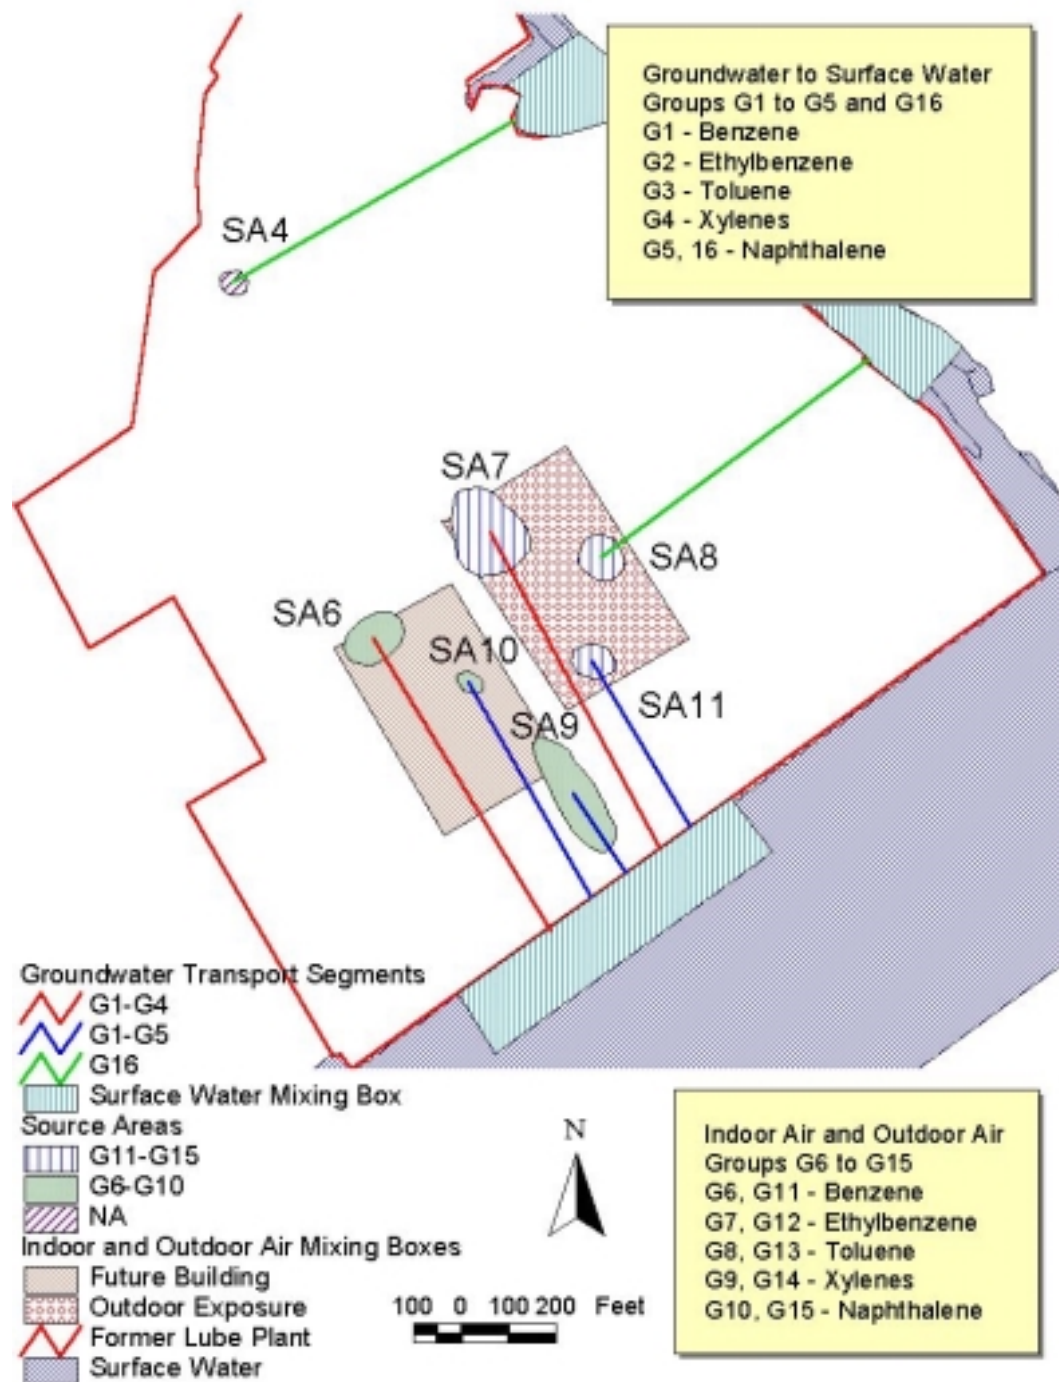 Groundwater to Surface Water
Groups G1 to G5 and G16
G1 - Benzene
G2 - Ethylbenzene
G3 - Toluene
G4 - Xylenes
G5, 16 - Naphthalene
SA4
SA7
SA8
SA6
SA10
SA11
SA9
Groundwater Transport Segments
G1-G4
G1-G5
G16
Surface Water Mixing Box
Source Areas
G11-G15
G6-G10
NA
Indoor and Outdoor Air Mixing Boxes
Future Building
Outdoor Exposure
Former Lube Plant
Surface Water
N
100 0 100 200 Feet
Indoor Air and Outdoor Air
Groups G6 to G15
G6, G11 - Benzene
G7, G12 - Ethylbenzene
G8, G13 - Toluene
G9, G14 - Xylenes
G10, G15 - Naphthalene